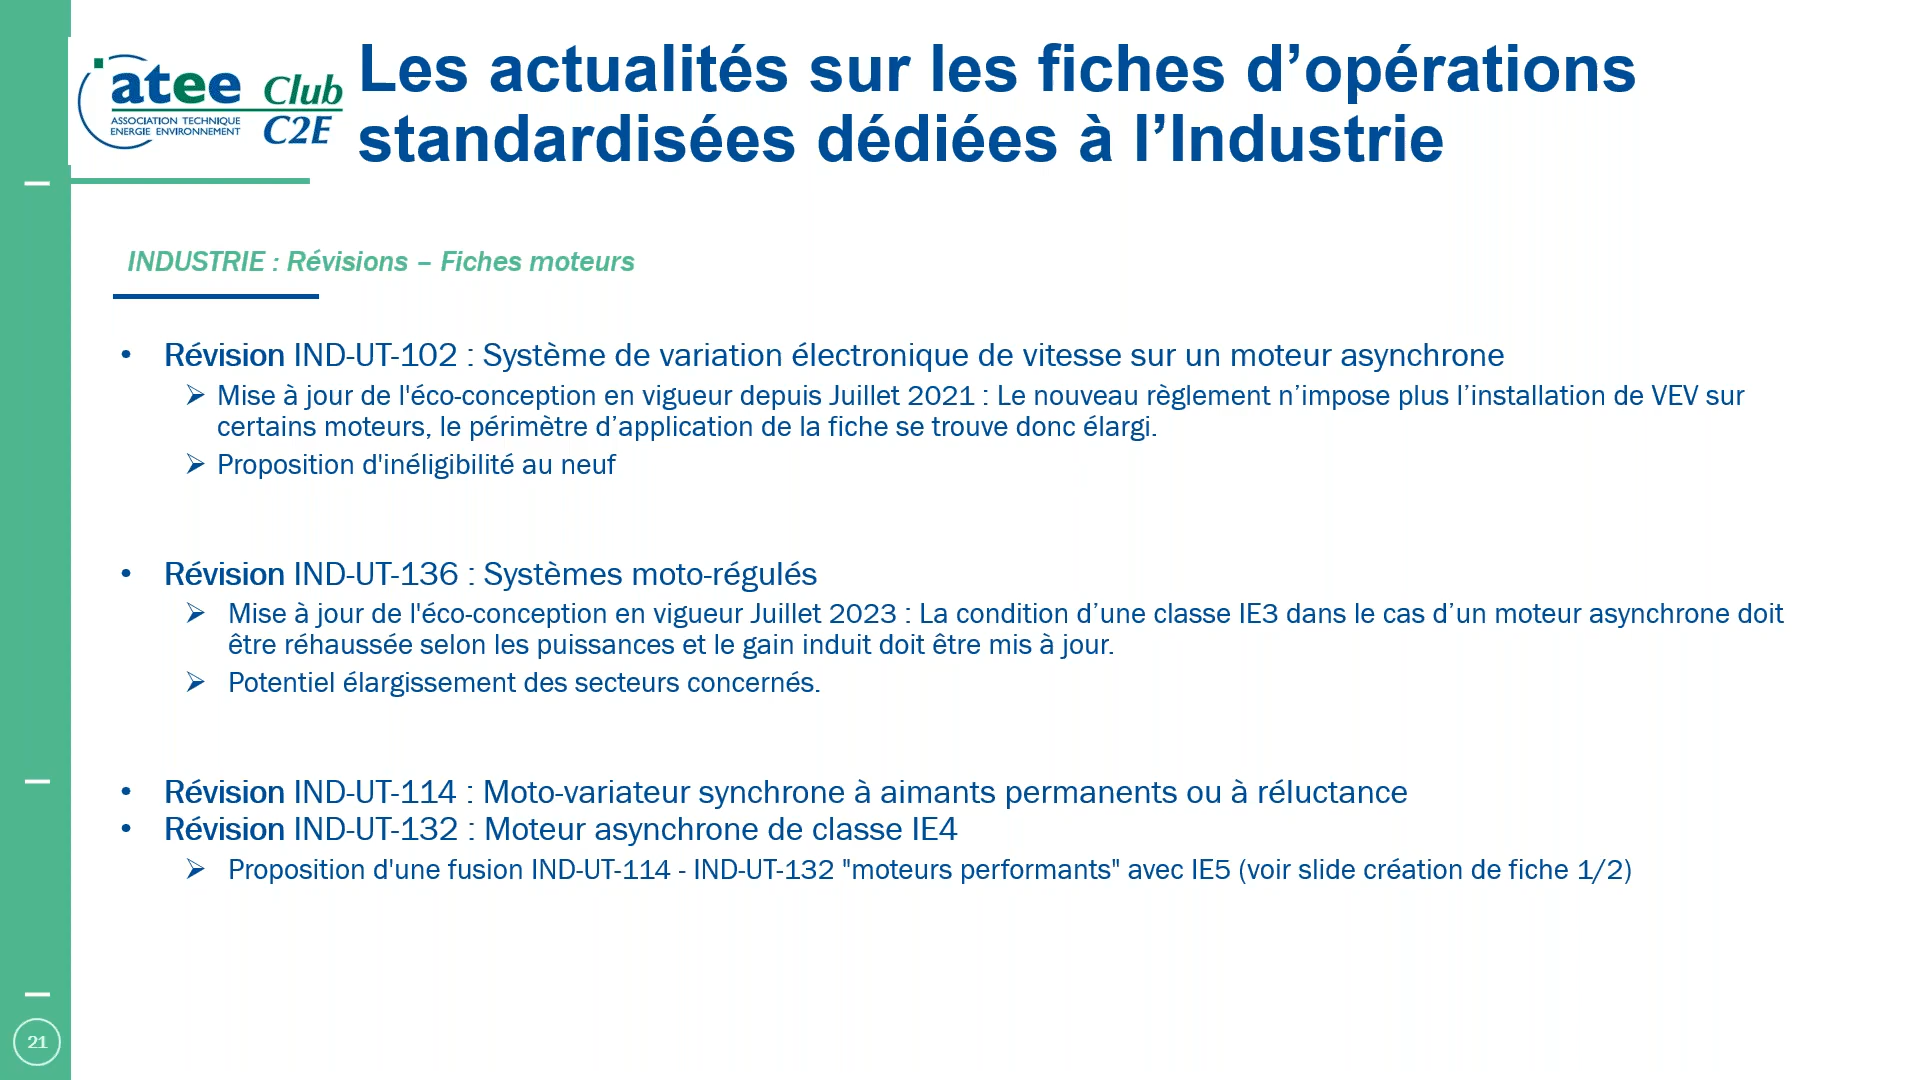 atee Club
ASSOCIATION TECHNIQUE
ENERGIE ENVIRONNEMENT
C2E
Les actualités sur les fiches d’opérations
standardisées dédiées à l’Industrie
INDUSTRIE : Révisions – Fiches moteurs
• Révision IND-UT-102 : Système de variation électronique de vitesse sur un moteur asynchrone
➢ Mise à jour de l'éco-conception en vigueur depuis Juillet 2021 : Le nouveau règlement n’impose plus l’installation de VEV sur
certains moteurs, le périmètre d’application de la fiche se trouve donc élargi.
➢ Proposition d'inéligibilité au neuf
• Révision IND-UT-136 : Systèmes moto-régulés
➢ Mise à jour de l'éco-conception en vigueur Juillet 2023 : La condition d’une classe IE3 dans le cas d’un moteur asynchrone doit
être réhaussée selon les puissances et le gain induit doit être mis à jour.
➢ Potentiel élargissement des secteurs concernés.
• Révision IND-UT-114 : Moto-variateur synchrone à aimants permanents ou à réluctance
• Révision IND-UT-132 : Moteur asynchrone de classe IE4
➢ Proposition d'une fusion IND-UT-114 - IND-UT-132 "moteurs performants" avec IE5 (voir slide création de fiche 1/2)
21